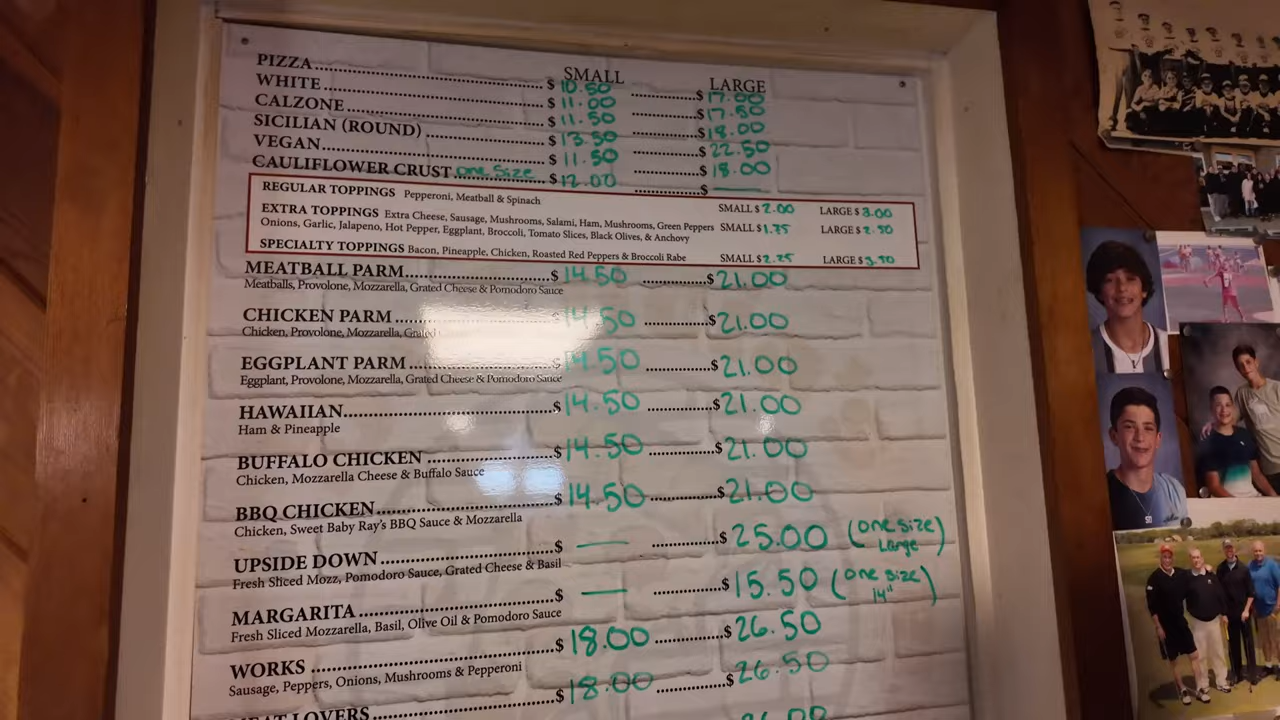 SMALL LARGE
PIZZA $ 10.50 $ 17.00
WHITE $ 11.00 $ 17.50
CALZONE $ 11.50 $ 18.00
SICILIAN (ROUND) $ 13.50 $ 22.50
VEGAN $ 11.50 $ 18.00
CAULIFLOWER CRUST one size $ 12.00 $ —
REGULAR TOPPINGS Pepperoni, Meatball & Spinach SMALL $ 2.00 LARGE $ 3.00
EXTRA TOPPINGS Extra Cheese, Sausage, Mushrooms, Salami, Ham, Mushrooms, Green Peppers SMALL $ 1.75 LARGE $ 2.50
Onions, Garlic, Jalapeno, Hot Pepper, Eggplant, Broccoli, Tomato Slices, Black Olives, & Anchovy
SPECIALTY TOPPINGS Bacon, Pineapple, Chicken, Roasted Red Peppers & Broccoli Rabe SMALL $ 2.25 LARGE $
MEATBALL PARM $ 14.50 $ 21.00
Meatballs, Provolone, Mozzarella, Grated Cheese & Pomodoro Sauce
CHICKEN PARM 14.50 $ 21.00
Chicken, Provolone, Mozzarella, Grated
EGGPLANT PARM $ 14.50 $ 21.00
Eggplant, Provolone, Mozzarella, Grated Cheese & Pomodoro Sauce
HAWAIIAN $ 14.50 $ 21.00
Ham & Pineapple
BUFFALO CHICKEN $ 14.50 $ 21.00
Chicken, Mozzarella Cheese & Buffalo Sauce
BBQ CHICKEN $ 14.50 $ 21.00
Chicken, Sweet Baby Ray's BBQ Sauce & Mozzarella
UPSIDE DOWN $ — $ 25.00 (one size Large)
Fresh Sliced Mozz, Pomodoro Sauce, Grated Cheese & Basil
MARGARITA $ — $ 15.50 (one size 14")
Fresh Sliced Mozzarella, Basil, Olive Oil & Pomodoro Sauce
WORKS $ 18.00 $ 26.50
Sausage, Peppers, Onions, Mushrooms & Pepperoni
MEAT LOVERS $ 18.00 $ 26.50